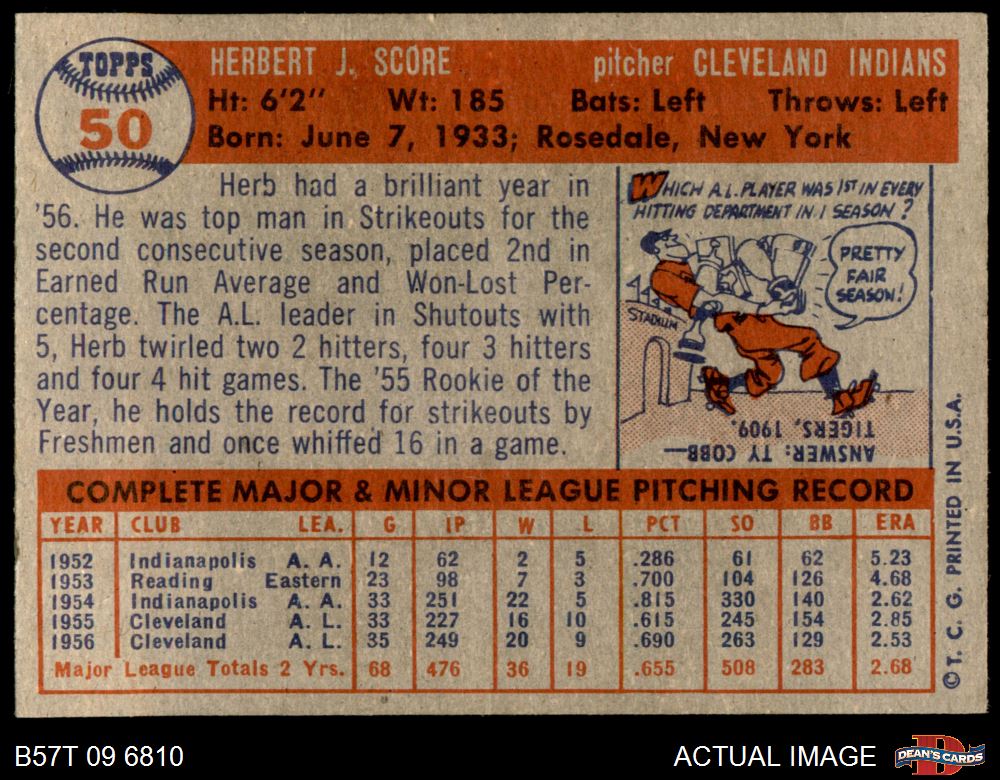 TOPPS
50
HERBERT J. SCORE pitcher CLEVELAND INDIANS
Ht: 6'2" Wt: 185 Bats: Left Throws: Left
Born: June 7, 1933; Rosedale, New York
Herb had a brilliant year in
'56. He was top man in Strikeouts for the
second consecutive season, placed 2nd in
Earned Run Average and Won-Lost Per-
centage. The A.L. leader in Shutouts with
5, Herb twirled two 2 hitters, four 3 hitters
and four 4 hit games. The '55 Rookie of the
Year, he holds the record for strikeouts by
Freshmen and once whiffed 16 in a game.
WHICH A.L. PLAYER WAS 1ST IN EVERY
HITTING DEPARTMENT IN 1 SEASON?
PRETTY
FAIR
SEASON!
STADIUM
ANSWER: TY COBB—
TIGERS, 1909.
COMPLETE MAJOR & MINOR LEAGUE PITCHING RECORD
YEAR CLUB LEA. G IP W L PCT SO BB ERA
1952 Indianapolis A. A. 12 62 2 5 .286 61 62 5.23
1953 Reading Eastern 23 98 7 3 .700 104 126 4.68
1954 Indianapolis A. A. 33 251 22 5 .815 330 140 2.62
1955 Cleveland A. L. 33 227 16 10 .615 245 154 2.85
1956 Cleveland A. L. 35 249 20 9 .690 263 129 2.53
Major League Totals 2 Yrs. 68 476 36 19 .655 508 283 2.68
© T. C. G. PRINTED IN U.S.A.
B57T 09 6810 ACTUAL IMAGE
D
DEAN'S CARDS